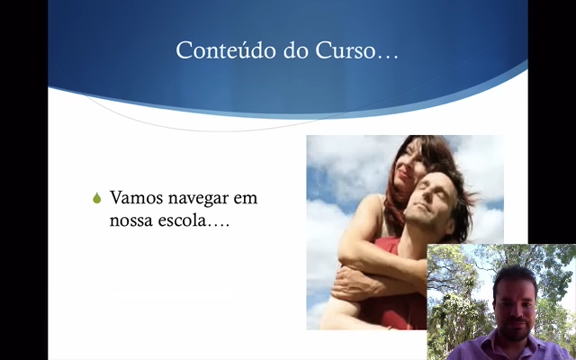 Conteúdo do Curso…
Vamos navegar em
nossa escola….